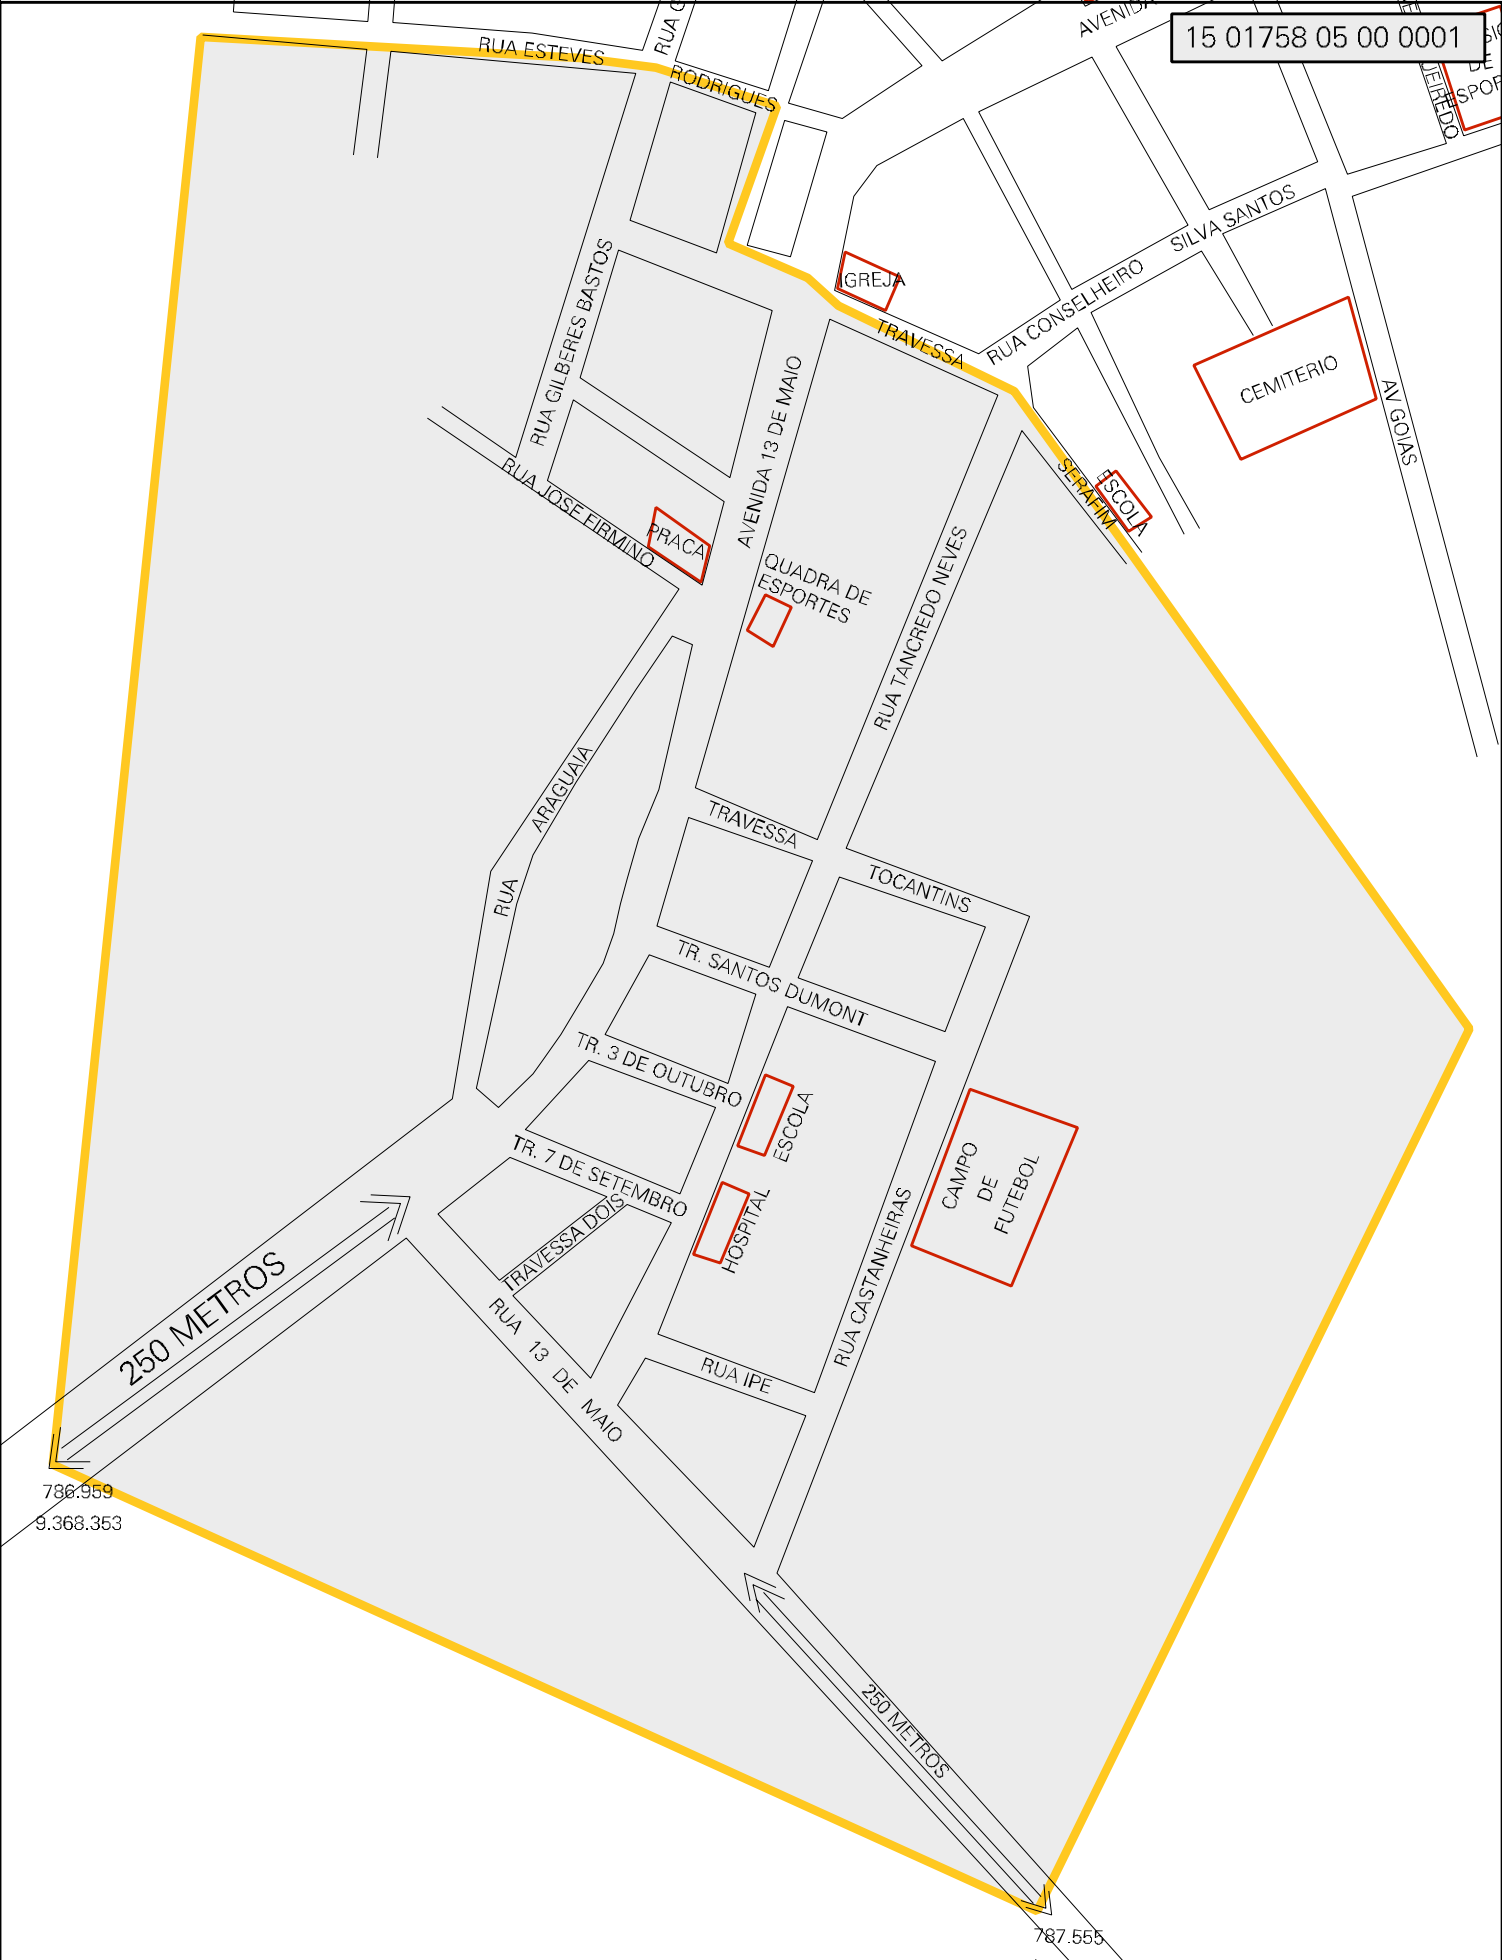 15 01758 05 00 0001
AVENIDA
RUA G
RUA ESTEVES
RODRIGUES
DE
ESPOR
UEIREDO
SILVA SANTOS
RUA CONSELHEIRO
IGREJA
TRAVESSA
SERAFIM
ESCOLA
CEMITERIO
AV GOIAS
RUA GILBERES BASTOS
AVENIDA 13 DE MAIO
RUA JOSE FIRMINO
PRACA
QUADRA DE
ESPORTES
RUA TANCREDO NEVES
RUA
ARAGUAIA
TRAVESSA
TOCANTINS
TR. SANTOS DUMONT
TR. 3 DE OUTUBRO
ESCOLA
TR. 7 DE SETEMBRO
HOSPITAL
CAMPO
DE
FUTEBOL
TRAVESSA DOIS
RUA CASTANHEIRAS
RUA 13 DE MAIO
RUA IPE
250 METROS
786.959
9.368.353
250 METROS
787.555